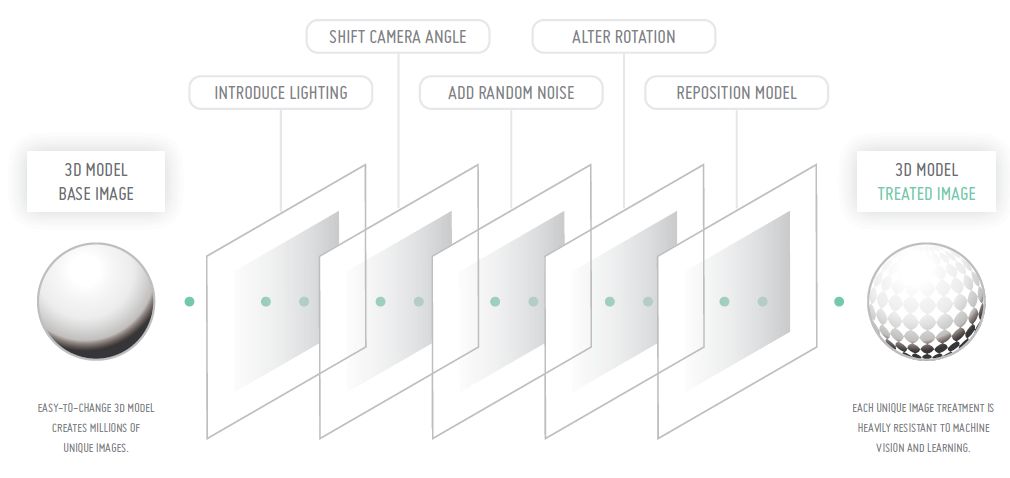 SHIFT CAMERA ANGLE
ALTER ROTATION
INTRODUCE LIGHTING
ADD RANDOM NOISE
REPOSITION MODEL
3D MODEL
BASE IMAGE
3D MODEL
TREATED IMAGE
EASY-TO-CHANGE 3D MODEL
CREATES MILLIONS OF
UNIQUE IMAGES.
EACH UNIQUE IMAGE TREATMENT IS
HEAVILY RESISTANT TO MACHINE
VISION AND LEARNING.